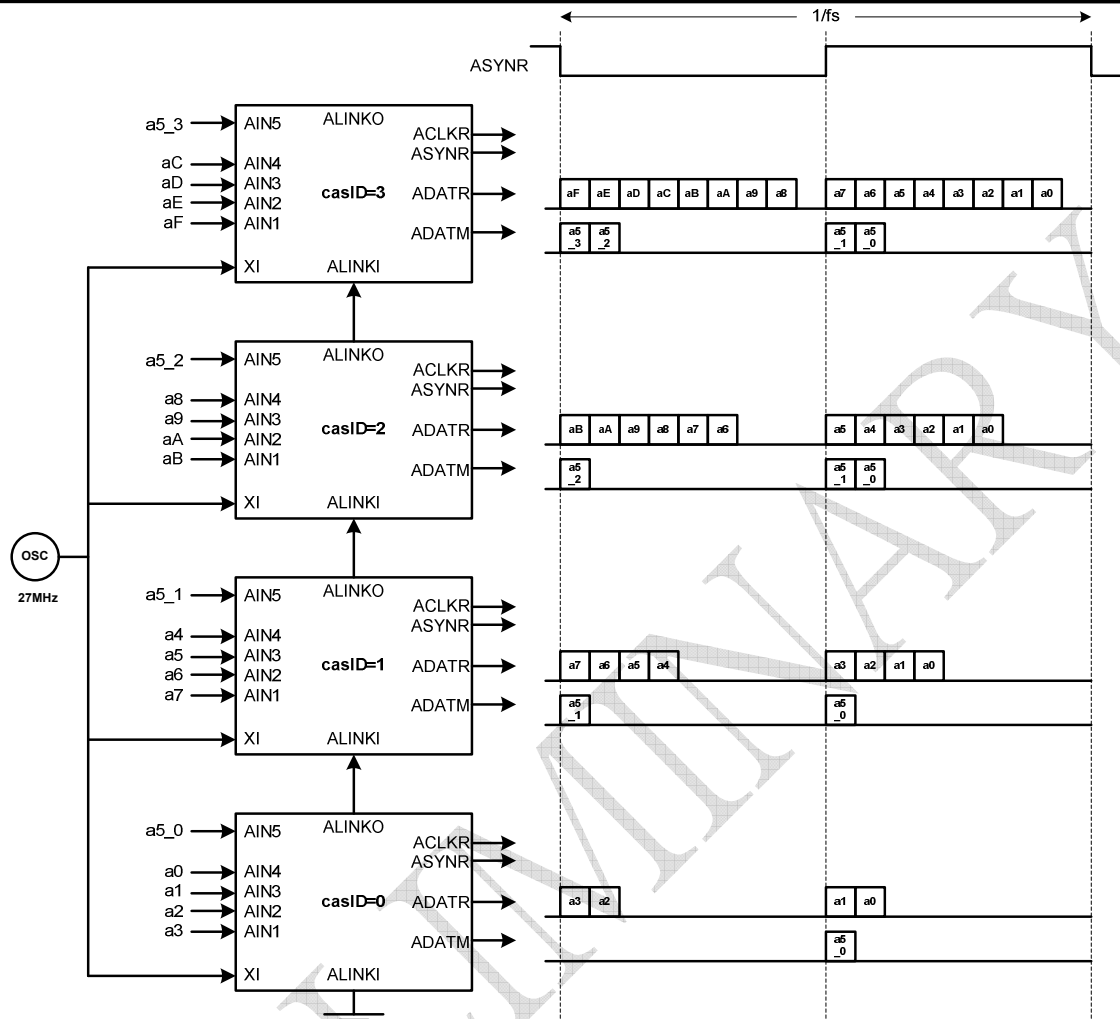 1/fs
ASYNR
a5_3 AIN5 ALINKO ACLKR
ASYNR
aC AIN4
aD AIN3 casID=3 ADATR aF aE aD aC aB aA a9 a8 a7 a6 a5 a4 a3 a2 a1 a0
aE AIN2
aF AIN1
ADATM a5_3 a5_2 a5_1 a5_0
XI ALINKI
a5_2 AIN5 ALINKO ACLKR
ASYNR
a8 AIN4
a9 AIN3 casID=2 ADATR aB aA a9 a8 a7 a6 a5 a4 a3 a2 a1 a0
aA AIN2
aB AIN1
ADATM a5_2 a5_1 a5_0
XI ALINKI
OSC
27MHz
a5_1 AIN5 ALINKO ACLKR
ASYNR
a4 AIN4
a5 AIN3 casID=1 ADATR a7 a6 a5 a4 a3 a2 a1 a0
a6 AIN2
a7 AIN1
ADATM a5_1 a5_0
XI ALINKI
a5_0 AIN5 ALINKO ACLKR
ASYNR
a0 AIN4
a1 AIN3 casID=0 ADATR a3 a2 a1 a0
a2 AIN2
a3 AIN1
ADATM a5_0
XI ALINKI